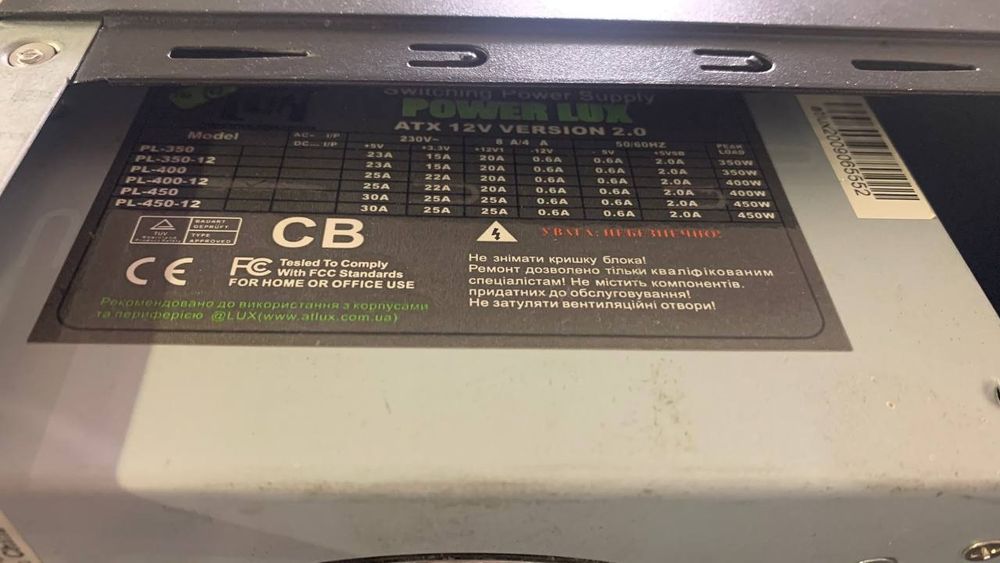 Switching Power Supply
POWER LUX
ATX 12V VERSION 2.0
Model AC~ I/P 230V~ 8 A/4 A 50/60HZ PEAK LOAD
DC⎓ I/P +5V +3.3V +12V1 -12V - 5V +5VSB
PL-350 23A 15A 20A 0.6A 0.6A 2.0A 350W
PL-350-12 23A 15A 20A 0.6A 0.6A 2.0A 350W
PL-400 25A 22A 20A 0.6A 0.6A 2.0A 400W
PL-400-12 25A 22A 20A 0.6A 0.6A 2.0A 400W
PL-450 30A 25A 25A 0.6A 0.6A 2.0A 450W
PL-450-12 30A 25A 25A 0.6A 0.6A 2.0A 450W
TUV
BAUART
GEPRÜFT
TYPE
APPROVED
CB
УВАГА: НЕБЕЗПЕЧНО!
CE
FC Tesled To Comply
With FCC Standards
FOR HOME OR OFFICE USE
Не знімати кришку блока!
Ремонт дозволено тільки кваліфікованим
спеціалістам! Не містить компонентів.
придатних до обслуговування!
Не затуляти вентиляційні отвори!
Рекомендовано до використання з корпусами
та периферією @LUX(www.atlux.com.ua)